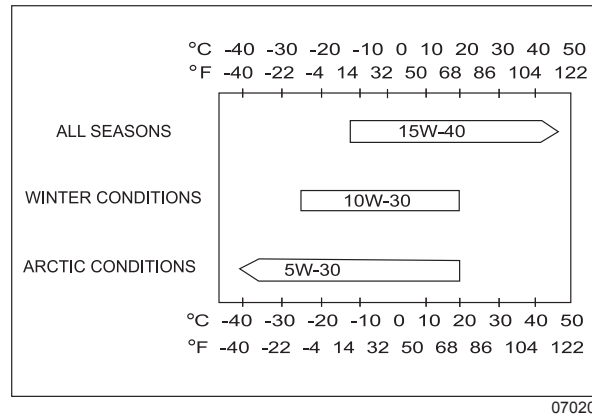 °C -40 -30 -20 -10 0 10 20 30 40 50
°F -40 -22 -4 14 32 50 68 86 104 122
ALL SEASONS 15W-40
WINTER CONDITIONS 10W-30
ARCTIC CONDITIONS 5W-30
°C -40 -30 -20 -10 0 10 20 30 40 50
°F -40 -22 -4 14 32 50 68 86 104 122
07020